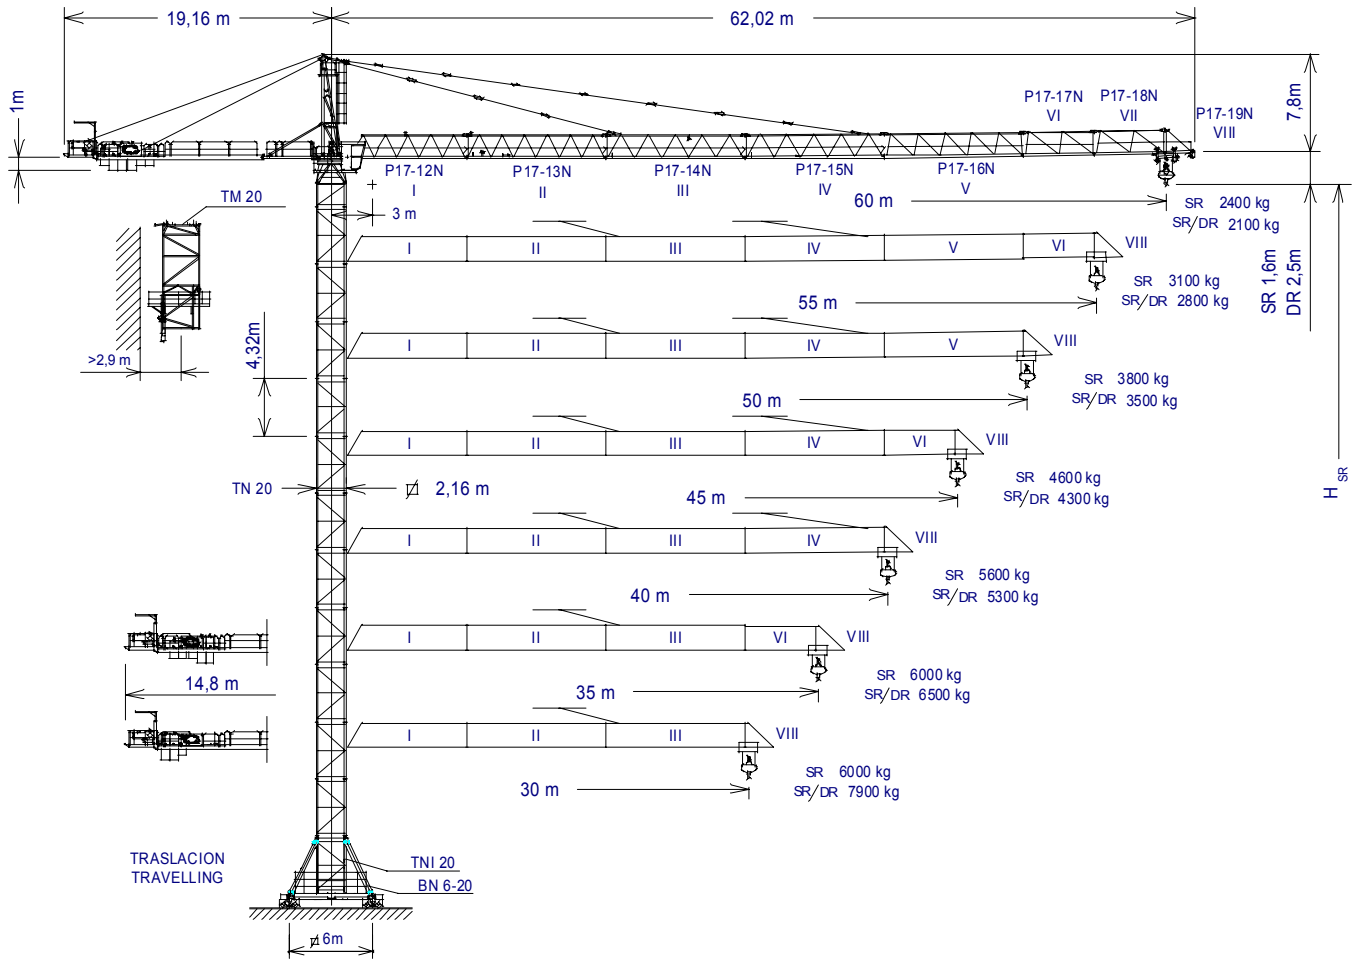 19,16 m
62,02 m
1m
7,8m
P17-17N
VI
P17-18N
VII
P17-19N
VIII
P17-12N
I
P17-13N
II
P17-14N
III
P17-15N
IV
P17-16N
V
TM 20
3 m
60 m
SR 2400 kg
SR/DR 2100 kg
SR 1,6m
DR 2,5m
I II III IV V VI VIII
SR 3100 kg
SR/DR 2800 kg
55 m
>2,9 m
4,32m
I II III IV V VIII
SR 3800 kg
SR/DR 3500 kg
50 m
I II III IV VI VIII
SR 4600 kg
SR/DR 4300 kg
45 m
H SR
TN 20
2,16 m
I II III IV VIII
SR 5600 kg
SR/DR 5300 kg
40 m
I II III VI VIII
SR 6000 kg
SR/DR 6500 kg
35 m
14,8 m
I II III VIII
SR 6000 kg
SR/DR 7900 kg
30 m
TRASLACION
TRAVELLING
TNI 20
BN 6-20
6m